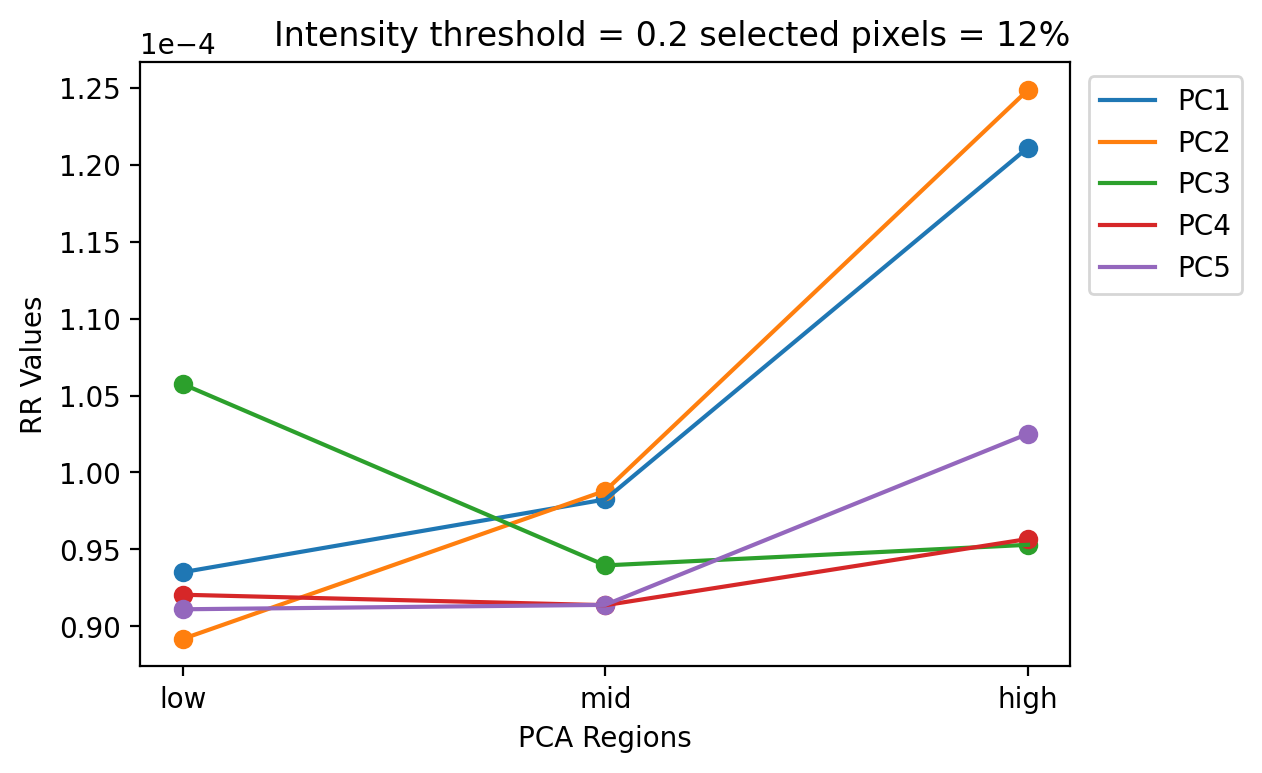 Intensity threshold = 0.2 selected pixels = 12%
1e−4
1.25
1.20
1.15
1.10
1.05
1.00
0.95
0.90
RR Values
low mid high
PCA Regions
PC1
PC2
PC3
PC4
PC5